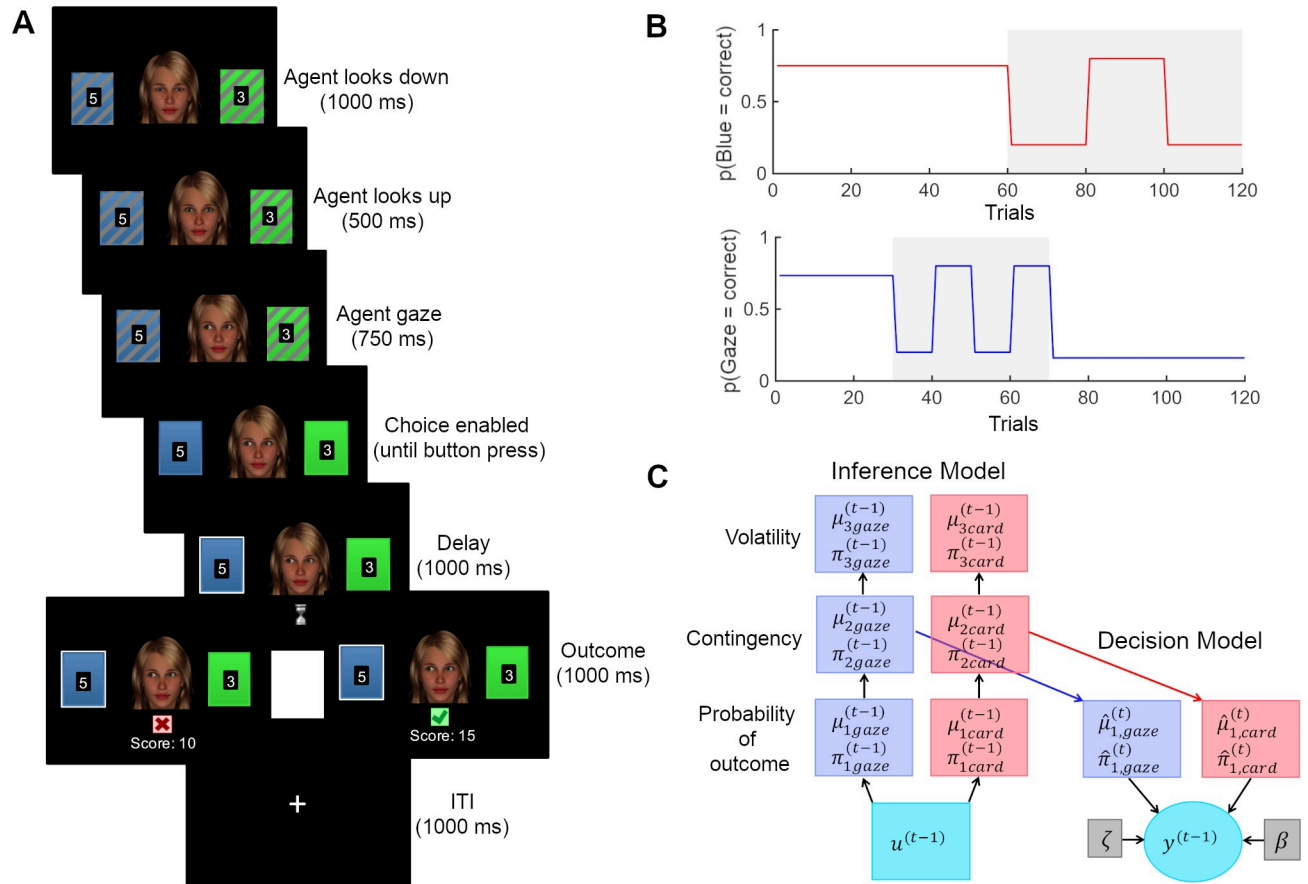 A
5
3
Agent looks down
(1000 ms)
5
3
Agent looks up
(500 ms)
5
3
Agent gaze
(750 ms)
5
3
Choice enabled
(until button press)
5
3
Delay
(1000 ms)
5
3
5
3
Outcome
(1000 ms)
Score: 10
Score: 15
+
ITI
(1000 ms)
B
p(Blue = correct)
1
0.5
0
0 20 40 60 80 100 120
Trials
p(Gaze = correct)
1
0.5
0
0 20 40 60 80 100 120
Trials
C
Inference Model
Volatility
μ_{3gaze}^{(t−1)} μ_{3card}^{(t−1)}
π_{3gaze}^{(t−1)} π_{3card}^{(t−1)}
Contingency
μ_{2gaze}^{(t−1)} μ_{2card}^{(t−1)}
π_{2gaze}^{(t−1)} π_{2card}^{(t−1)}
Decision Model
Probability
of
outcome
μ_{1gaze}^{(t−1)} μ_{1card}^{(t−1)}
π_{1gaze}^{(t−1)} π_{1card}^{(t−1)}
μ̂_{1,gaze}^{(t)} μ̂_{1,card}^{(t)}
π̂_{1,gaze}^{(t)} π̂_{1,card}^{(t)}
u^{(t−1)}
ζ y^{(t−1)} β